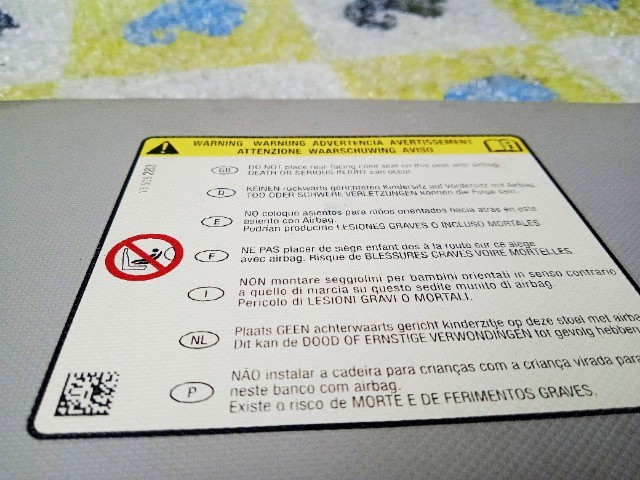 WARNING WARNUNG ADVERTENCIA AVERTISSEMENT
ATTENZIONE WAARSCHUWING AVISO
283
GB
DO NOT place rear-facing child seat on this seat with airbag.
DEATH OR SERIOUS INJURY can occur.
D
KEINEN rückwärts gerichteten Kindersitz auf Vordersitz mit Airbag.
TOD ODER SCHWERE VERLETZUNGEN können die Folge sein.
E
NO coloque asientos para niños orientados hacia atras en este
asiento con Airbag.
Podrian producirse LESIONES GRAVES O INCLUSO MORTALES.
F
NE PAS placer de siège enfant dos à la route sur ce siège
avec airbag. Risque de BLESSURES GRAVES VOIRE MORTELLES.
I
NON montare seggiolini per bambini orientati in senso contrario
a quello di marcia su questo sedile munito di airbag.
Pericolo di LESIONI GRAVI O MORTALI.
NL
Plaats GEEN achterwaarts gericht kinderzitje op deze stoel met airba
Dit kan de DOOD OF ERNSTIGE VERWONDINGEN tot gevolg hebben
P
NÃO instalar a cadeira para crianças com a criança virada para
neste banco com airbag.
Existe o risco de MORTE E DE FERIMENTOS GRAVES.